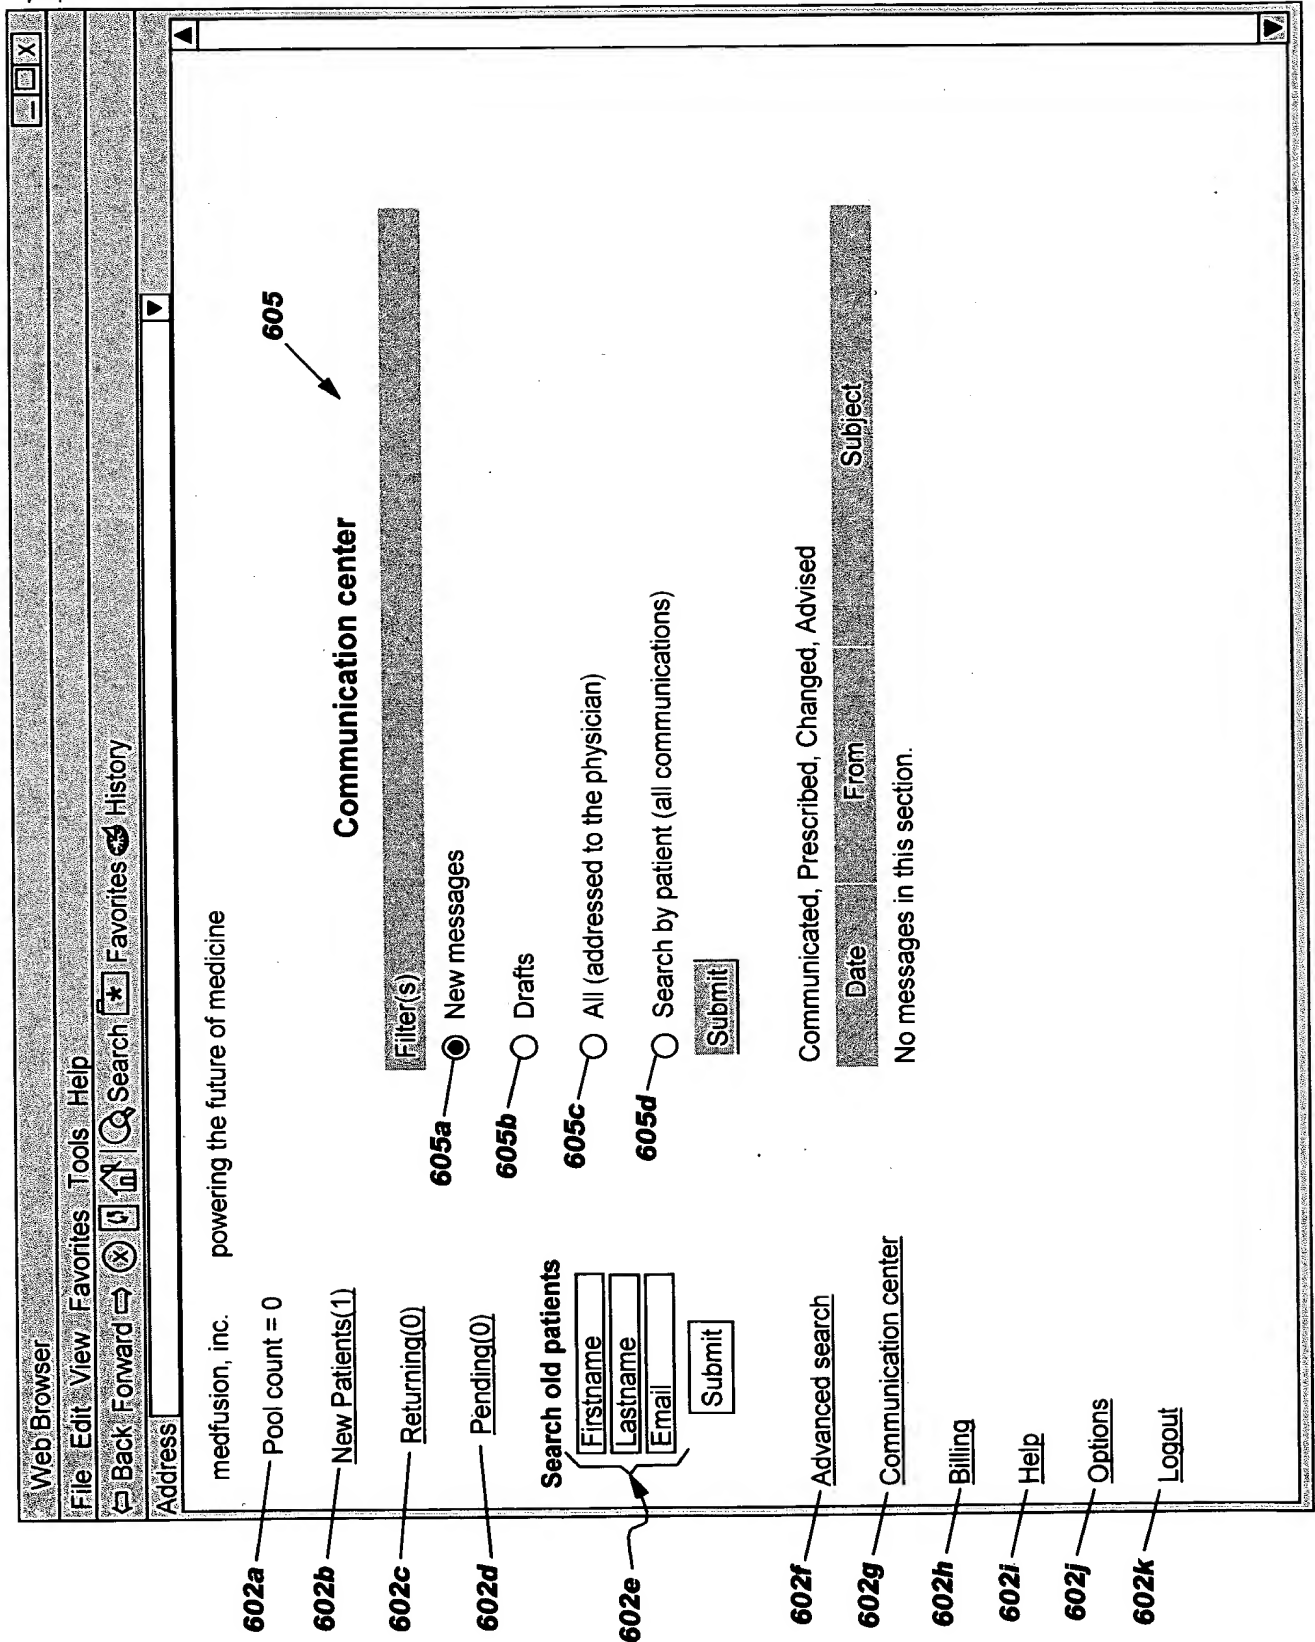 Web Browser
File Edit View Favorites Tools Help
Back Forward Search Favorites History
Address
medfusion, inc. powering the future of medicine
602a Pool count = 0
602b New Patients(1)
602c Returning(0)
602d Pending(0)
Search old patients
602e
Firstname
Lastname
Email
Submit
602f Advanced search
602g Communication center
602h Billing
602i Help
602j Options
602k Logout
Communication center
605
Filter(s)
605a New messages
605b Drafts
605c All (addressed to the physician)
605d Search by patient (all communications)
Submit
Communicated, Prescribed, Changed, Advised
Date From Subject
No messages in this section.